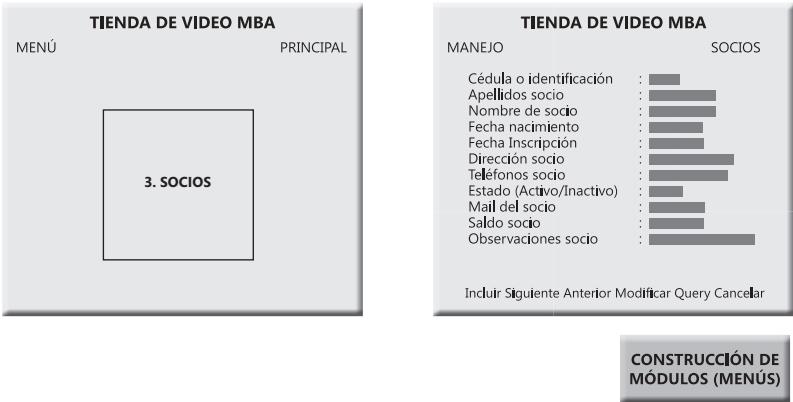 TIENDA DE VIDEO MBA
MENÚ PRINCIPAL
3. SOCIOS
TIENDA DE VIDEO MBA
MANEJO SOCIOS
Cédula o identificación :
Apellidos socio :
Nombre de socio :
Fecha nacimiento :
Fecha Inscripción :
Dirección socio :
Teléfonos socio :
Estado (Activo/Inactivo) :
Mail del socio :
Saldo socio :
Observaciones socio :
Incluir Siguiente Anterior Modificar Query Cancelar
CONSTRUCCIÓN DE
MÓDULOS (MENÚS)